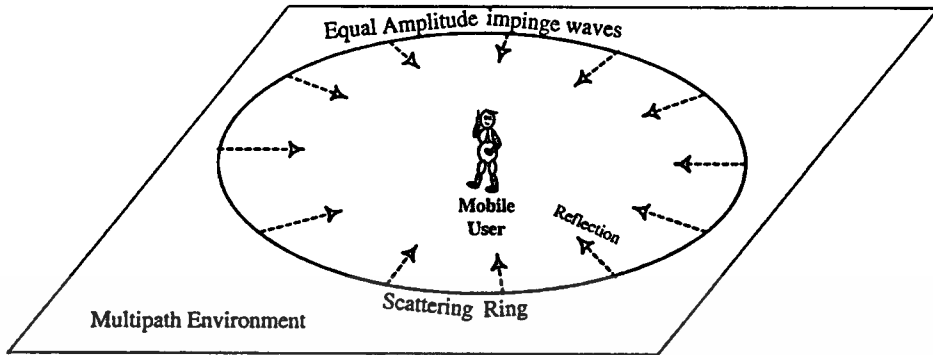 Equal Amplitude impinge waves
Mobile
User
Reflection
Scattering Ring
Multipath Environment